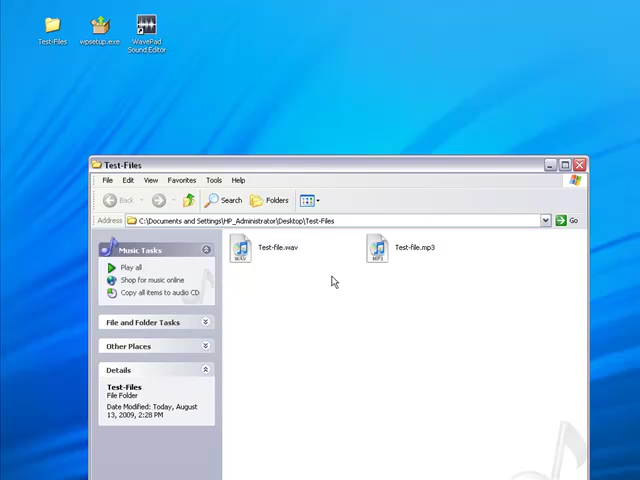 Test-Files
wpsetup.exe
WavePad
Sound Editor
Test-Files
File Edit View Favorites Tools Help
Back Search Folders
Address C:\Documents and Settings\HP_Administrator\Desktop\Test-Files Go
Music Tasks
Play all
Shop for music online
Copy all items to audio CD
File and Folder Tasks
Other Places
Details
Test-Files
File Folder
Date Modified: Today, August
13, 2009, 2:28 PM
WAV
Test-file.wav
MP3
Test-file.mp3